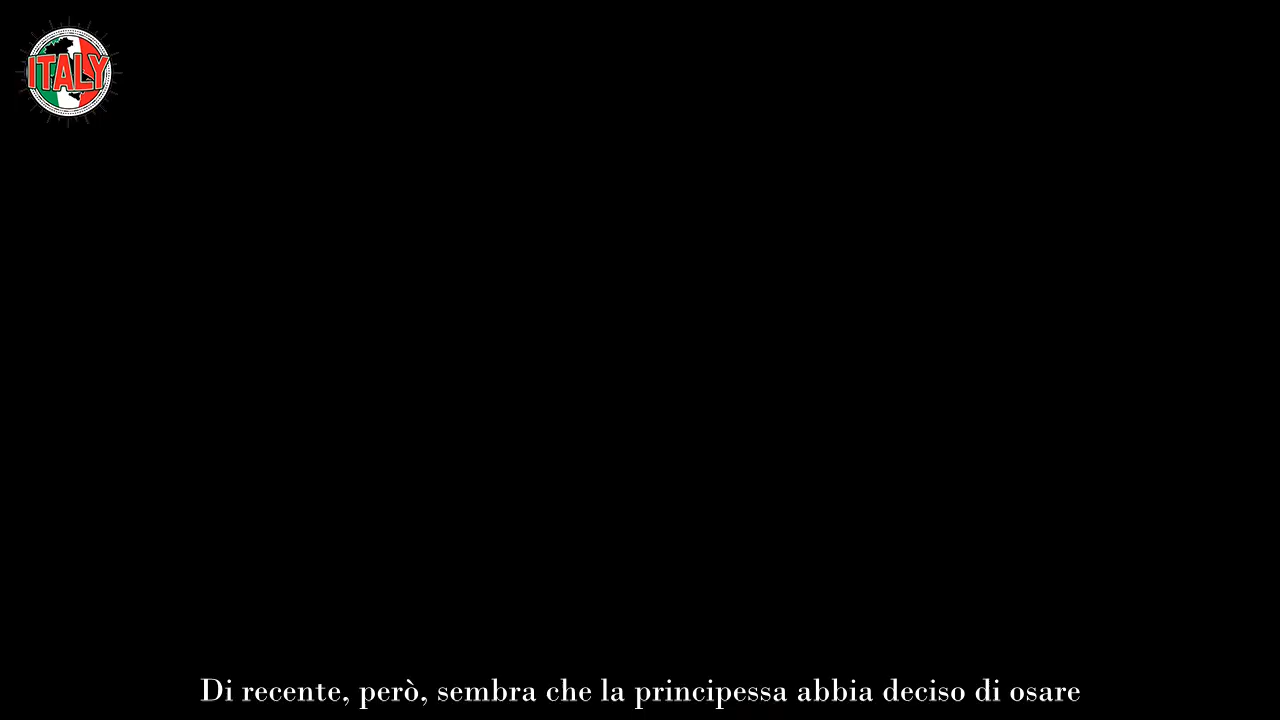 ITALY
Di recente, però, sembra che la principessa abbia deciso di osare